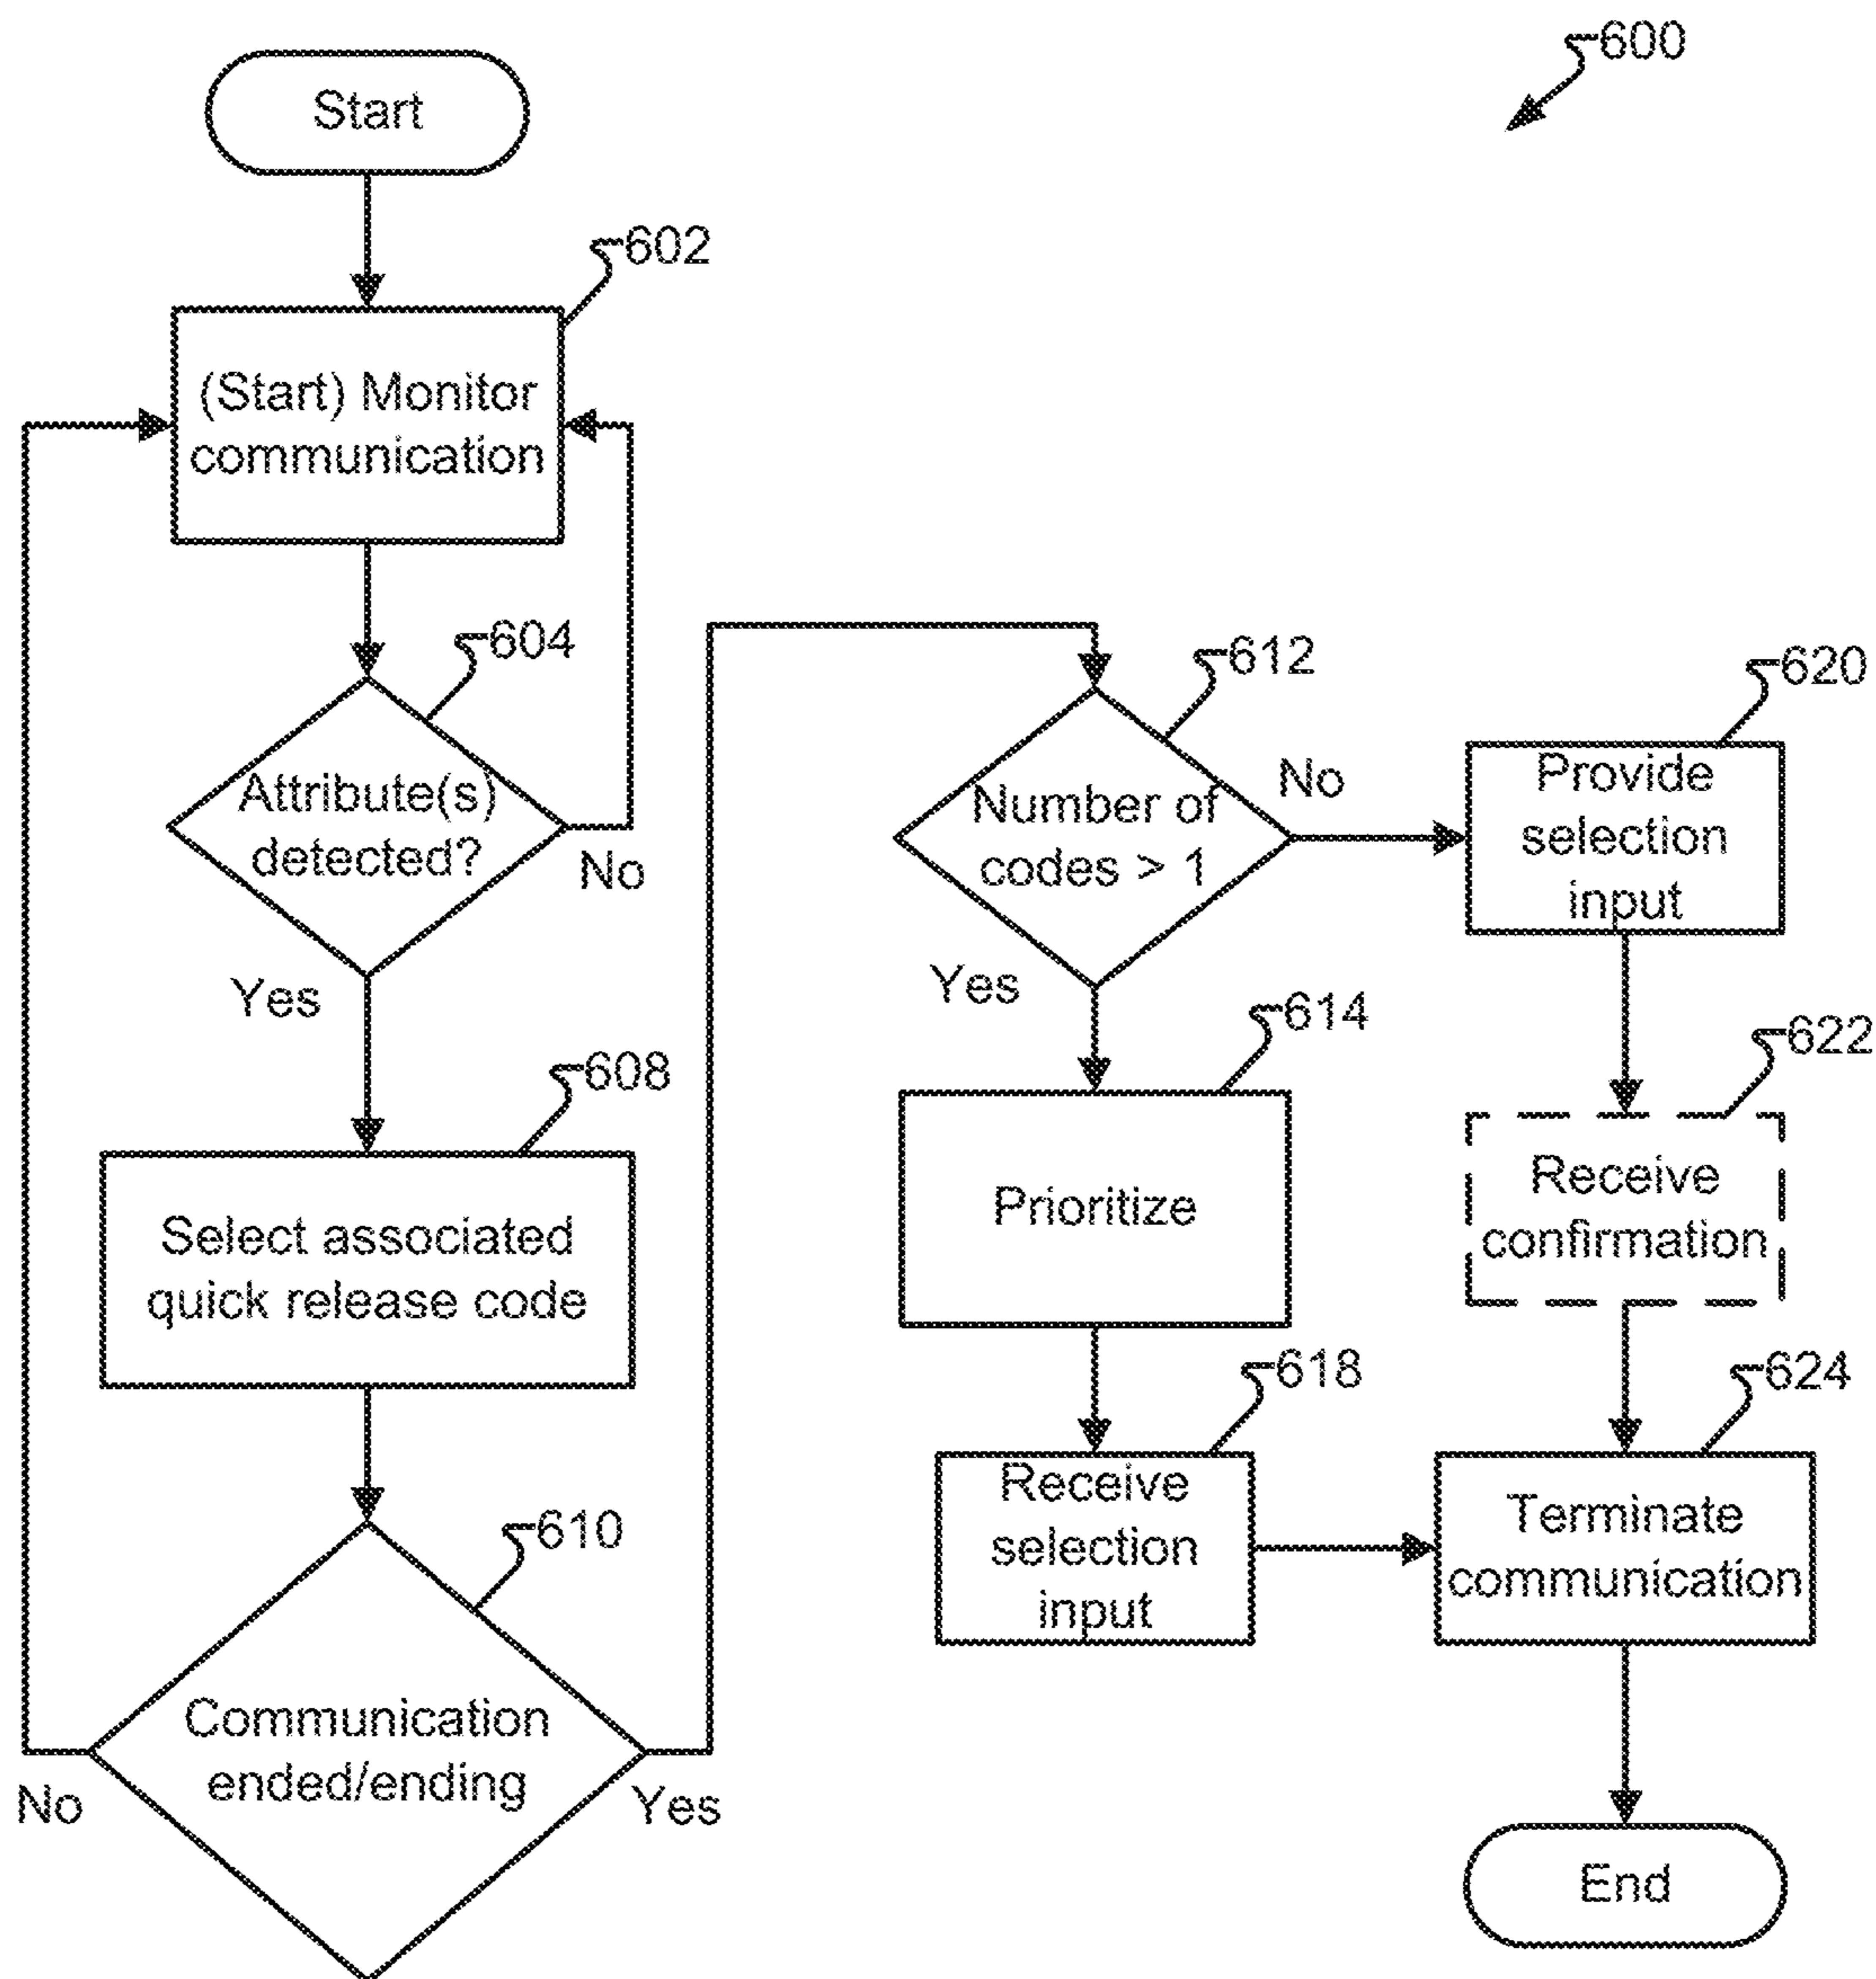 600
Start
602
(Start) Monitor
communication
604
Attribute(s)
detected?
No
Yes
608
Select associated
quick release code
610
Communication
ended/ending
No
Yes
612
Number of
codes > 1
No
Yes
614
Prioritize
618
Receive
selection
input
620
Provide
selection
input
622
Receive
confirmation
624
Terminate
communication
End